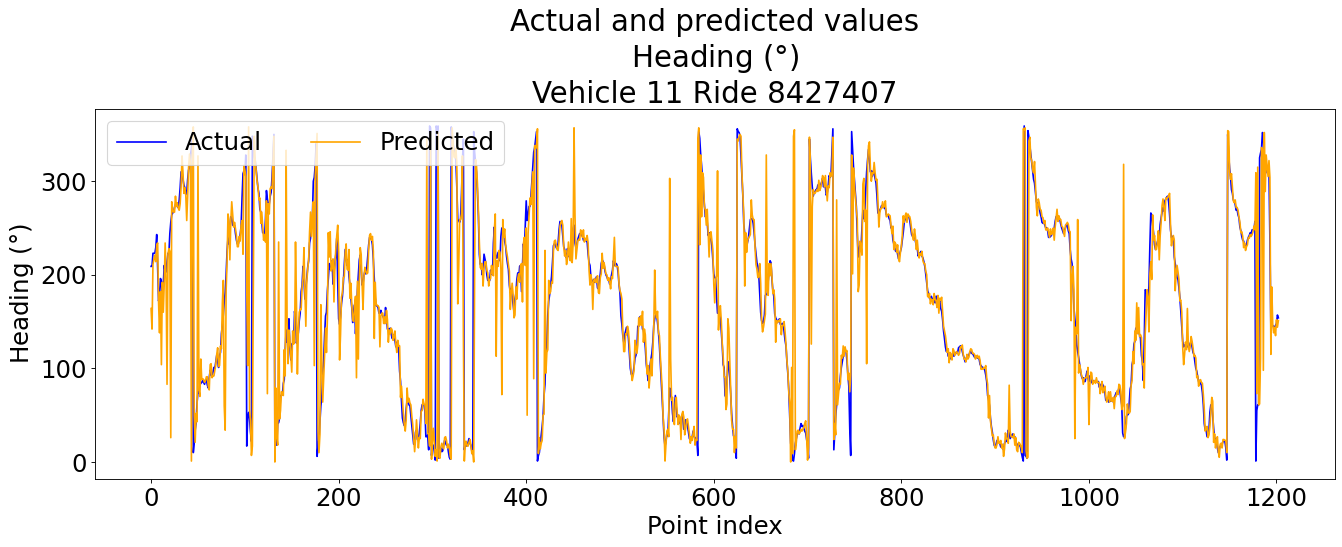 Actual and predicted values
Heading (°)
Vehicle 11 Ride 8427407
Actual
Predicted
Heading (°)
300
200
100
0
0
200
400
600
800
1000
1200
Point index